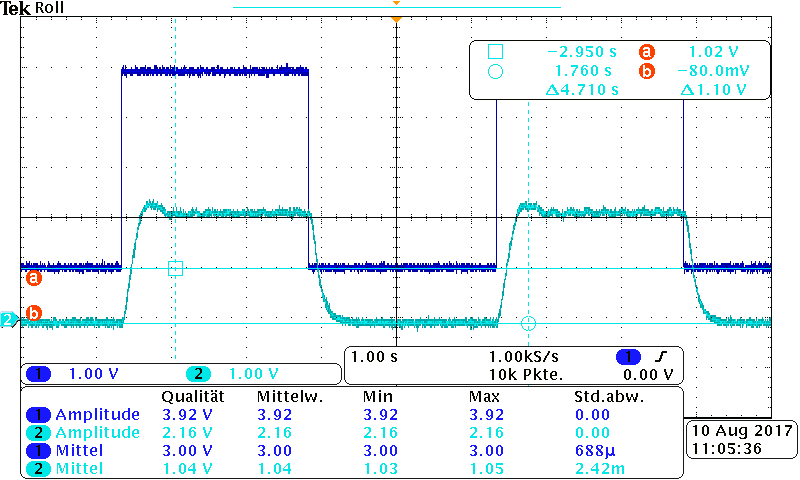 Tek Roll
□ −2.950 s a 1.02 V
○ 1.760 s b −80.0mV
Δ4.710 s Δ1.10 V
a
b
2
1 1.00 V 2 1.00 V
1.00 s 1.00kS/s 1
10k Pkte. 0.00 V
Qualität Mittelw. Min Max Std.abw.
1 Amplitude 3.92 V 3.92 3.92 3.92 0.00
2 Amplitude 2.16 V 2.16 2.16 2.16 0.00
1 Mittel 3.00 V 3.00 3.00 3.00 688µ
2 Mittel 1.04 V 1.04 1.03 1.05 2.42m
10 Aug 2017
11:05:36